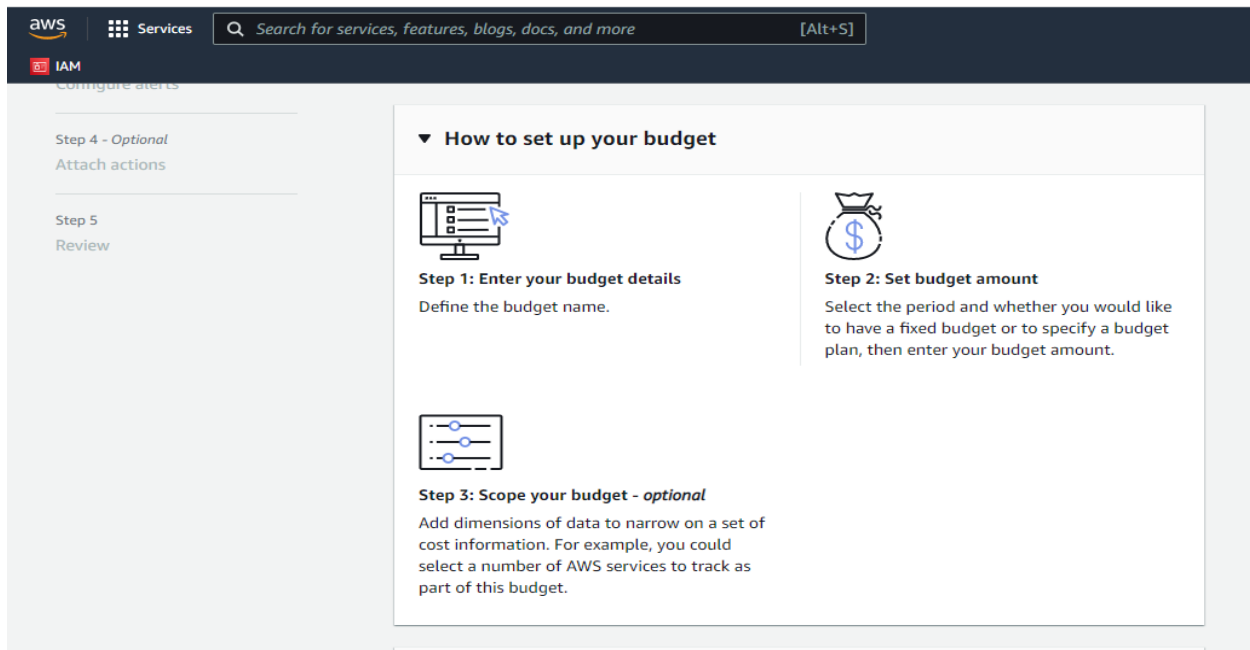 aws
Services
Search for services, features, blogs, docs, and more
[Alt+S]
IAM
Configure alerts
Step 4 - Optional
Attach actions
Step 5
Review
How to set up your budget
Step 1: Enter your budget details
Define the budget name.
Step 2: Set budget amount
Select the period and whether you would like
to have a fixed budget or to specify a budget
plan, then enter your budget amount.
Step 3: Scope your budget - optional
Add dimensions of data to narrow on a set of
cost information. For example, you could
select a number of AWS services to track as
part of this budget.